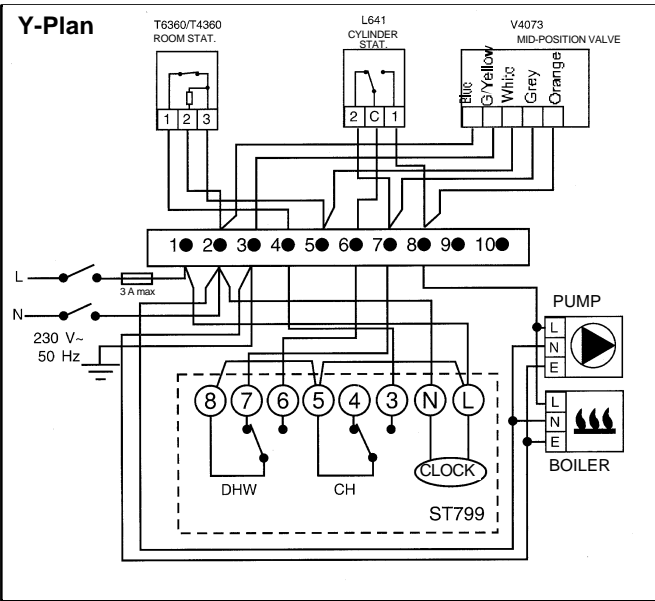 Y-Plan
T6360/T4360
ROOM STAT.
L641
CYLINDER
STAT.
V4073
MID-POSITION VALVE
Blue
G/Yellow
White
Grey
Orange
1 2 3
2 C 1
1 2 3 4 5 6 7 8 9 10
L
3 A max
N
230 V~
50 Hz
PUMP
L
N
E
L
N
E
BOILER
8 7 6 5 4 3 N L
CLOCK
DHW
CH
ST799